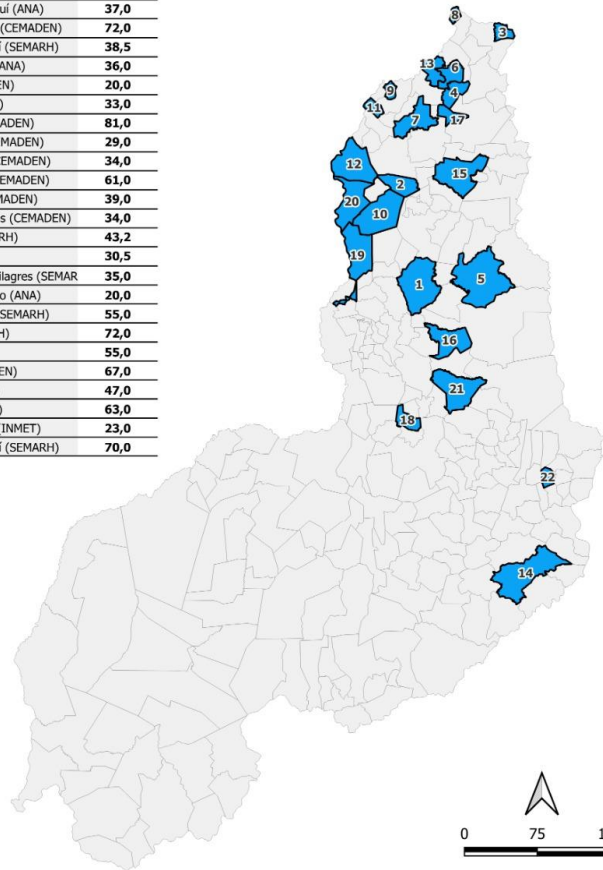 uí (ANA) 37,0
(CEMADEN) 72,0
í (SEMARH) 38,5
ANA) 36,0
EN) 20,0
) 33,0
MADEN) 81,0
EMADEN) 29,0
CEMADEN) 34,0
EMADEN) 61,0
MADEN) 39,0
s (CEMADEN) 34,0
RH) 43,2
30,5
ilagres (SEMAR 35,0
o (ANA) 20,0
SEMARH) 55,0
H) 72,0
55,0
EN) 67,0
47,0
) 63,0
(INMET) 23,0
í (SEMARH) 70,0
8
3
13
6
9
4
11
7
17
12
15
2
20
10
19
1
5
16
21
18
22
14
0 75 1